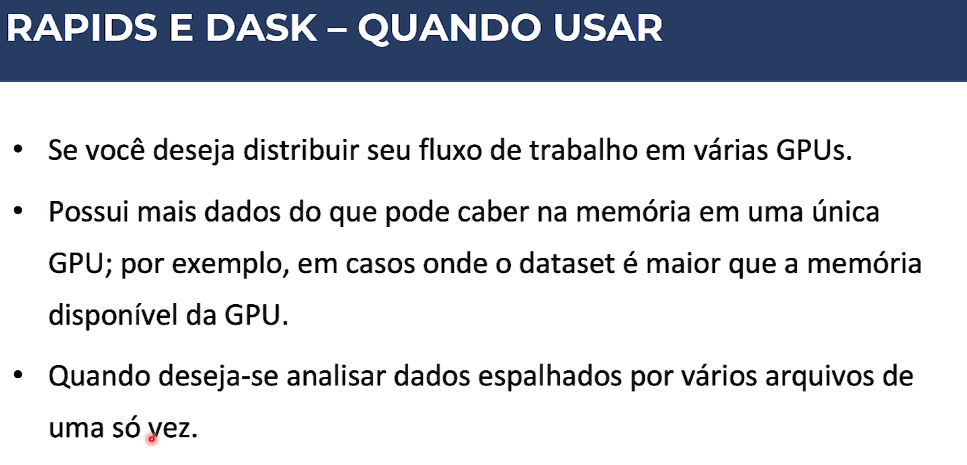 RAPIDS E DASK – QUANDO USAR
• Se você deseja distribuir seu fluxo de trabalho em várias GPUs.
• Possui mais dados do que pode caber na memória em uma única
GPU; por exemplo, em casos onde o dataset é maior que a memória
disponível da GPU.
• Quando deseja-se analisar dados espalhados por vários arquivos de
uma só vez.